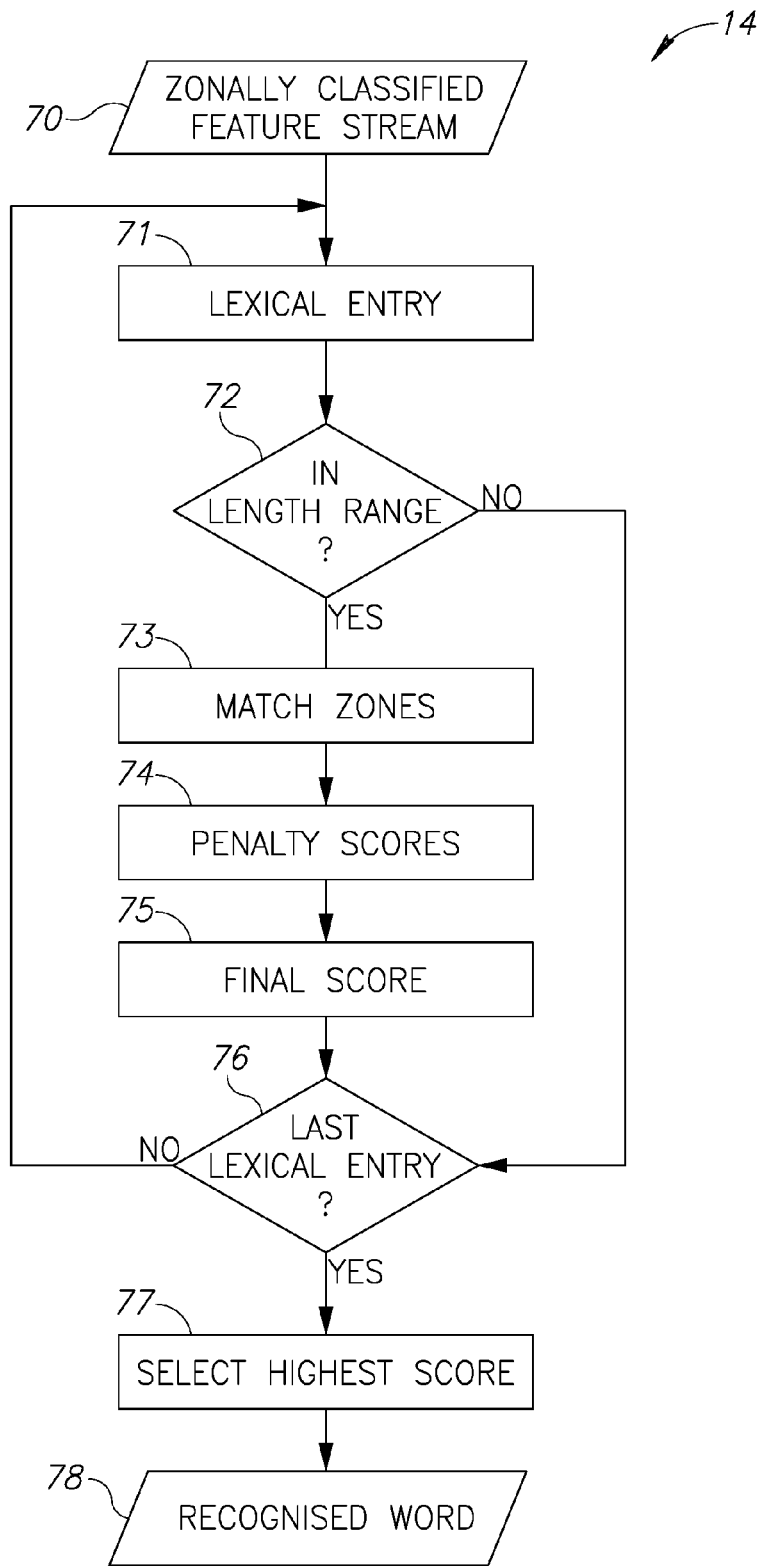 14
70
ZONALLY CLASSIFIED
FEATURE STREAM
71
LEXICAL ENTRY
72
IN
LENGTH RANGE
?
NO
YES
73
MATCH ZONES
74
PENALTY SCORES
75
FINAL SCORE
76
LAST
LEXICAL ENTRY
?
NO
YES
77
SELECT HIGHEST SCORE
78
RECOGNISED WORD